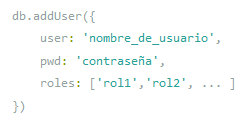 db.addUser({
    user: 'nombre_de_usuario',
    pwd: 'contraseña',
    roles: ['rol1','rol2', ... ]
})